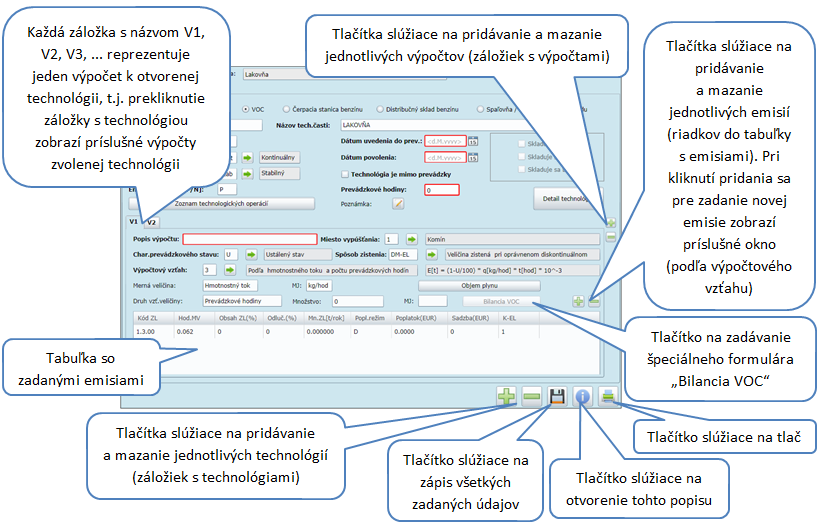 Každá záložka s názvom V1,
V2, V3, ... reprezentuje
jeden výpočet k otvorenej
technológii, t.j. prekliknutie
záložky s technológiou
zobrazí príslušné výpočty
zvolenej technológii
Tlačítka slúžiace na pridávanie a mazanie
jednotlivých výpočtov (záložiek s výpočtami)
Tlačítka slúžiace na
pridávanie
a mazanie
jednotlivých emisií
(riadkov do tabuľky
s emisiami). Pri
kliknutí pridania sa
pre zadanie novej
emisie zobrazí
príslušné okno
(podľa výpočtového
vzťahu)
Lakovňa
VOC Čerpacia stanica benzínu Distribučný sklad benzínu Spaľovňa /
Názov tech.časti: LAKOVŇA
Dátum uvedenia do prev.: <d.M.yyyy> 15
Skladuje
Kontinuálny Dátum povolenia: <d.M.yyyy> 15
Skladuje
Stabilný Technológia je mimo prevádzky
Skladuje sa
/NJ: P Prevádzkové hodiny: 0
Zoznam technologických operácií Poznámka: Detail technológ
V1 V2
Popis výpočtu: Miesto vypúšťania: 1 Komín
Char.prevádzkového stavu: U Ustálený stav Spôsob zistenia: DM-EL Veličina zistená pri oprávnenom diskontinuálnom
Výpočtový vzťah: 3 Podľa hmotnostného toku a počtu prevádzkových hodín E[t] = (1-U/100) * q[kg/hod] * t[hod] * 10^-3
Merná veličina: Hmotnostný tok MJ: kg/hod Objem plynu
Druh vzť.veličiny: Prevádzkové hodiny Množstvo: 0 MJ: Bilancia VOC
Kód ZL Hod.MV Obsah ZL(%) Odluč.(%) Mn.ZL(t/rok) Popl.režim Poplatok(EUR) Sadzba(EUR) K-EL
1.3.00 0.062 0 0 0.000000 D 0.0000 0 1
Tabuľka so
zadanými emisiami
Tlačítko na zadávanie
špeciálneho formulára
„Bilancia VOC“
Tlačítka slúžiace na pridávanie
a mazanie jednotlivých technológií
(záložiek s technológiami)
Tlačítko slúžiace na
zápis všetkých
zadaných údajov
Tlačítko slúžiace na
otvorenie tohto popisu
Tlačítko slúžiace na tlač